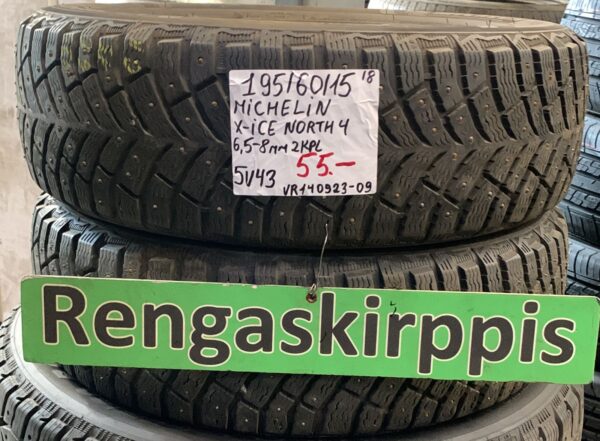 195/60/15 18
MiCHELiN
X-iCE NORTH 4
6,5-8mm 2KPL
55.-
5V43
VR140923-09
Rengaskirppis